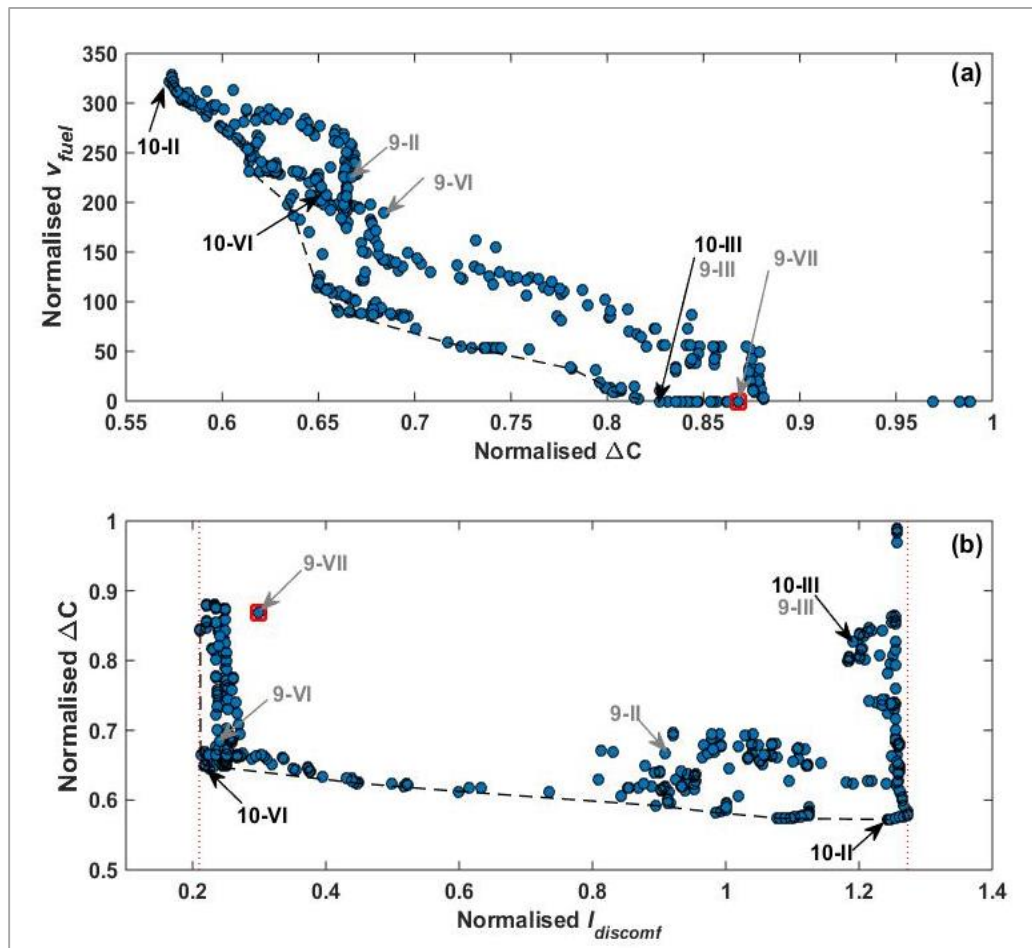 (a)
350
300
250
200
150
100
50
0
Normalised v_fuel
10-II
9-II
9-VI
10-VI
10-III
9-III
9-VII
0.55 0.6 0.65 0.7 0.75 0.8 0.85 0.9 0.95 1
Normalised ΔC
(b)
1
0.9
0.8
0.7
0.6
0.5
Normalised ΔC
9-VII
10-III
9-III
9-VI
9-II
10-VI
10-II
0.2 0.4 0.6 0.8 1 1.2 1.4
Normalised I_discomf